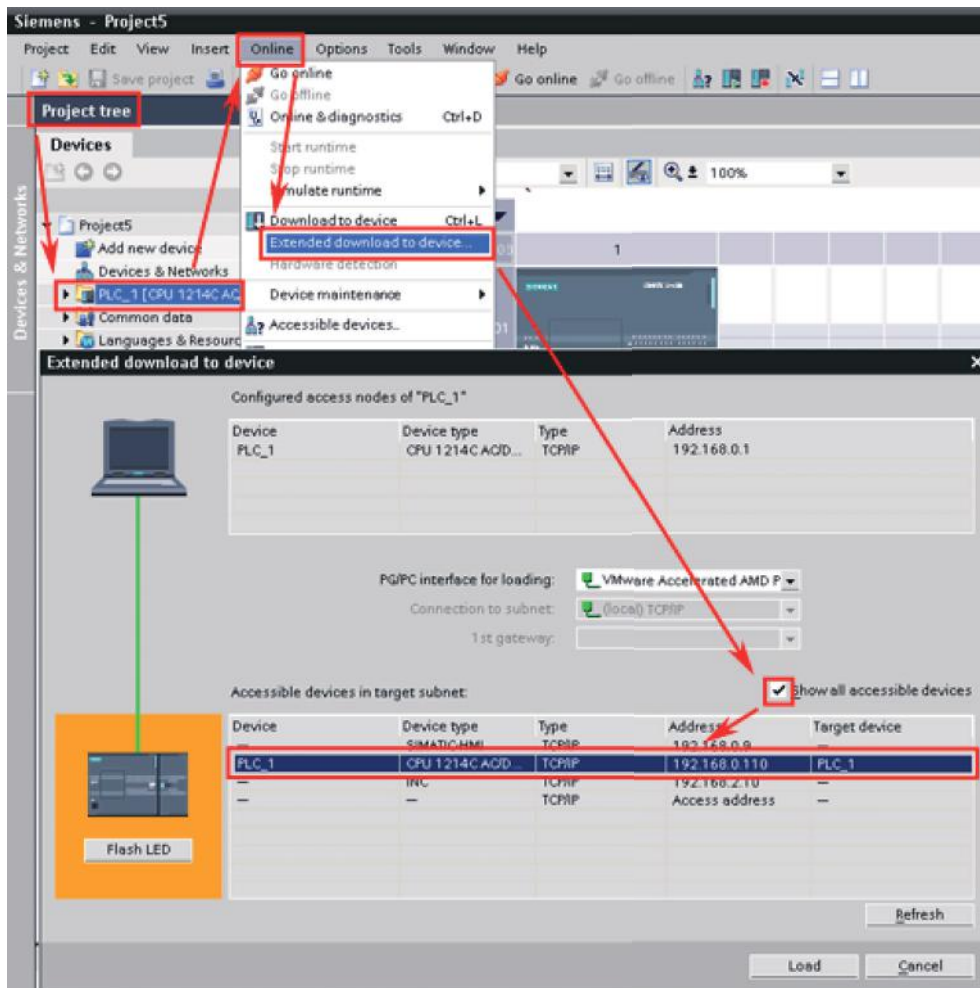 Siemens - Project5
Project Edit View Insert Online Options Tools Window Help
Save project Go online Go offline
Project tree
Devices
100%
Devices & Networks
Project5
Add new device
Devices & Networks
PLC_1 [CPU 1214C AC
Common data
Languages & Resourc
Go online
Go offline
Online & diagnostics Ctrl+D
Start runtime
Stop runtime
Simulate runtime
Download to device Ctrl+L
Extended download to device...
Hardware detection
Device maintenance
Accessible devices...
1
SIEMENS
Extended download to device
Configured access nodes of "PLC_1"
Device Device type Type Address
PLC_1 CPU 1214C AC/D... TCP/IP 192.168.0.1
PG/PC interface for loading: VMware Accelerated AMD P
Connection to subnet: (local) TCP/IP
1st gateway:
Show all accessible devices
Accessible devices in target subnet:
Device Device type Type Address Target device
— SIMATIC-HMI TCP/IP 192.168.0.9 —
PLC_1 CPU 1214C AC/D... TCP/IP 192.168.0.110 PLC_1
— INC TCP/IP 192.168.2.10 —
— — TCP/IP Access address —
Flash LED
Refresh
Load Cancel